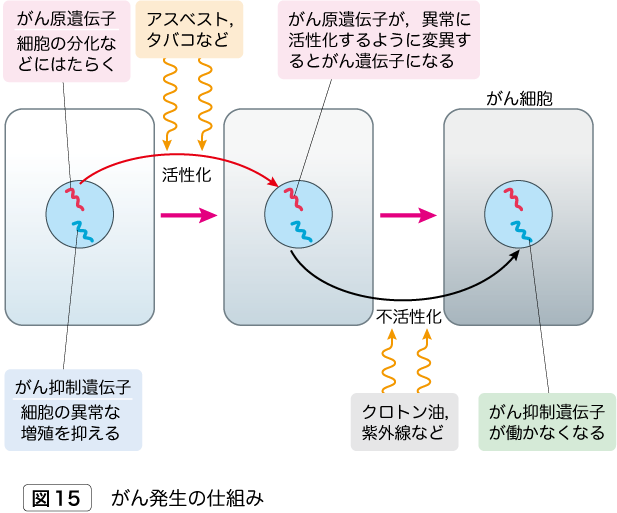 がん原遺伝子
細胞の分化な
どにはたらく
アスベスト,
タバコなど
がん原遺伝子が，異常に
活性化するように変異す
るとがん遺伝子になる
がん細胞
活性化
不活性化
がん抑制遺伝子
細胞の異常な
増殖を抑える
クロトン油,
紫外線など
がん抑制遺伝子
が働かなくなる
図15 がん発生の仕組み